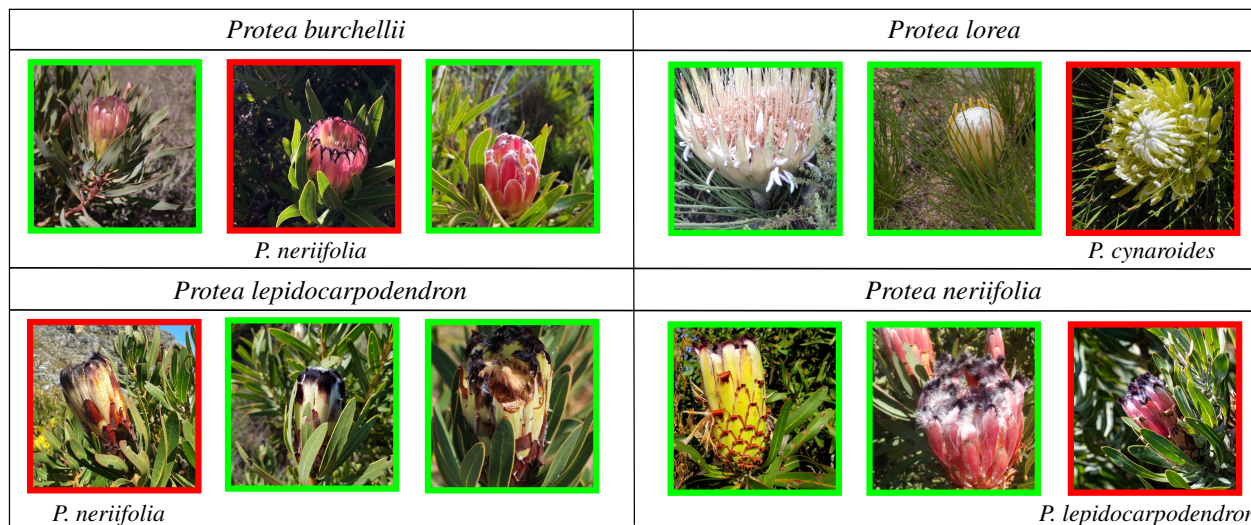 Protea burchellii
Protea lorea
P. neriifolia
P. cynaroides
Protea lepidocarpodendron
Protea neriifolia
P. neriifolia
P. lepidocarpodendron